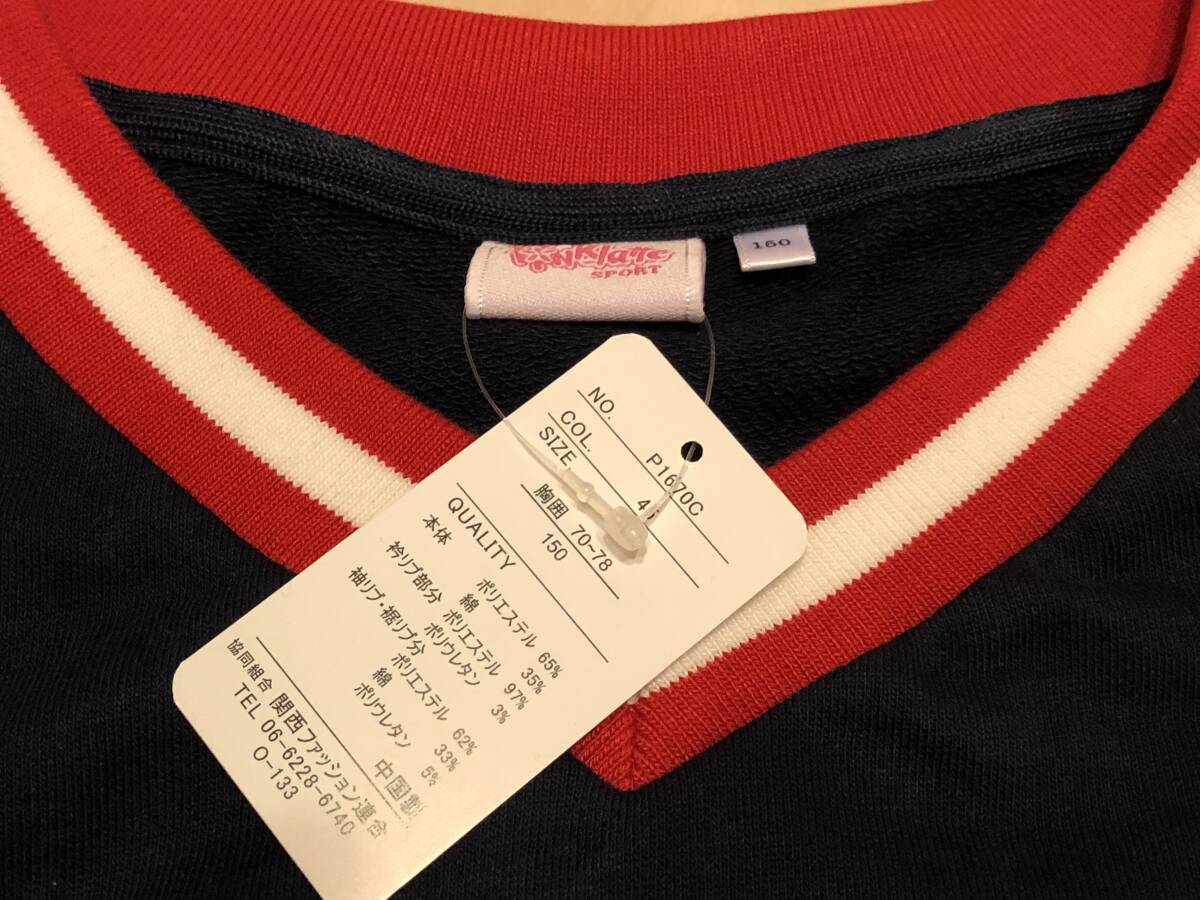 SPORT
150
NO. P1670C
COL. 4
SIZE 胸囲 70~78
150
QUALITY
本体 ポリエステル 65%
綿 35%
衿リブ部分 ポリエステル 97%
ポリウレタン 3%
袖リブ・裾リブ分 ポリエステル 62%
綿 33%
ポリウレタン 5%
中国製
協同組合 関西ファッション連合
TEL 06-6228-6740
O-133